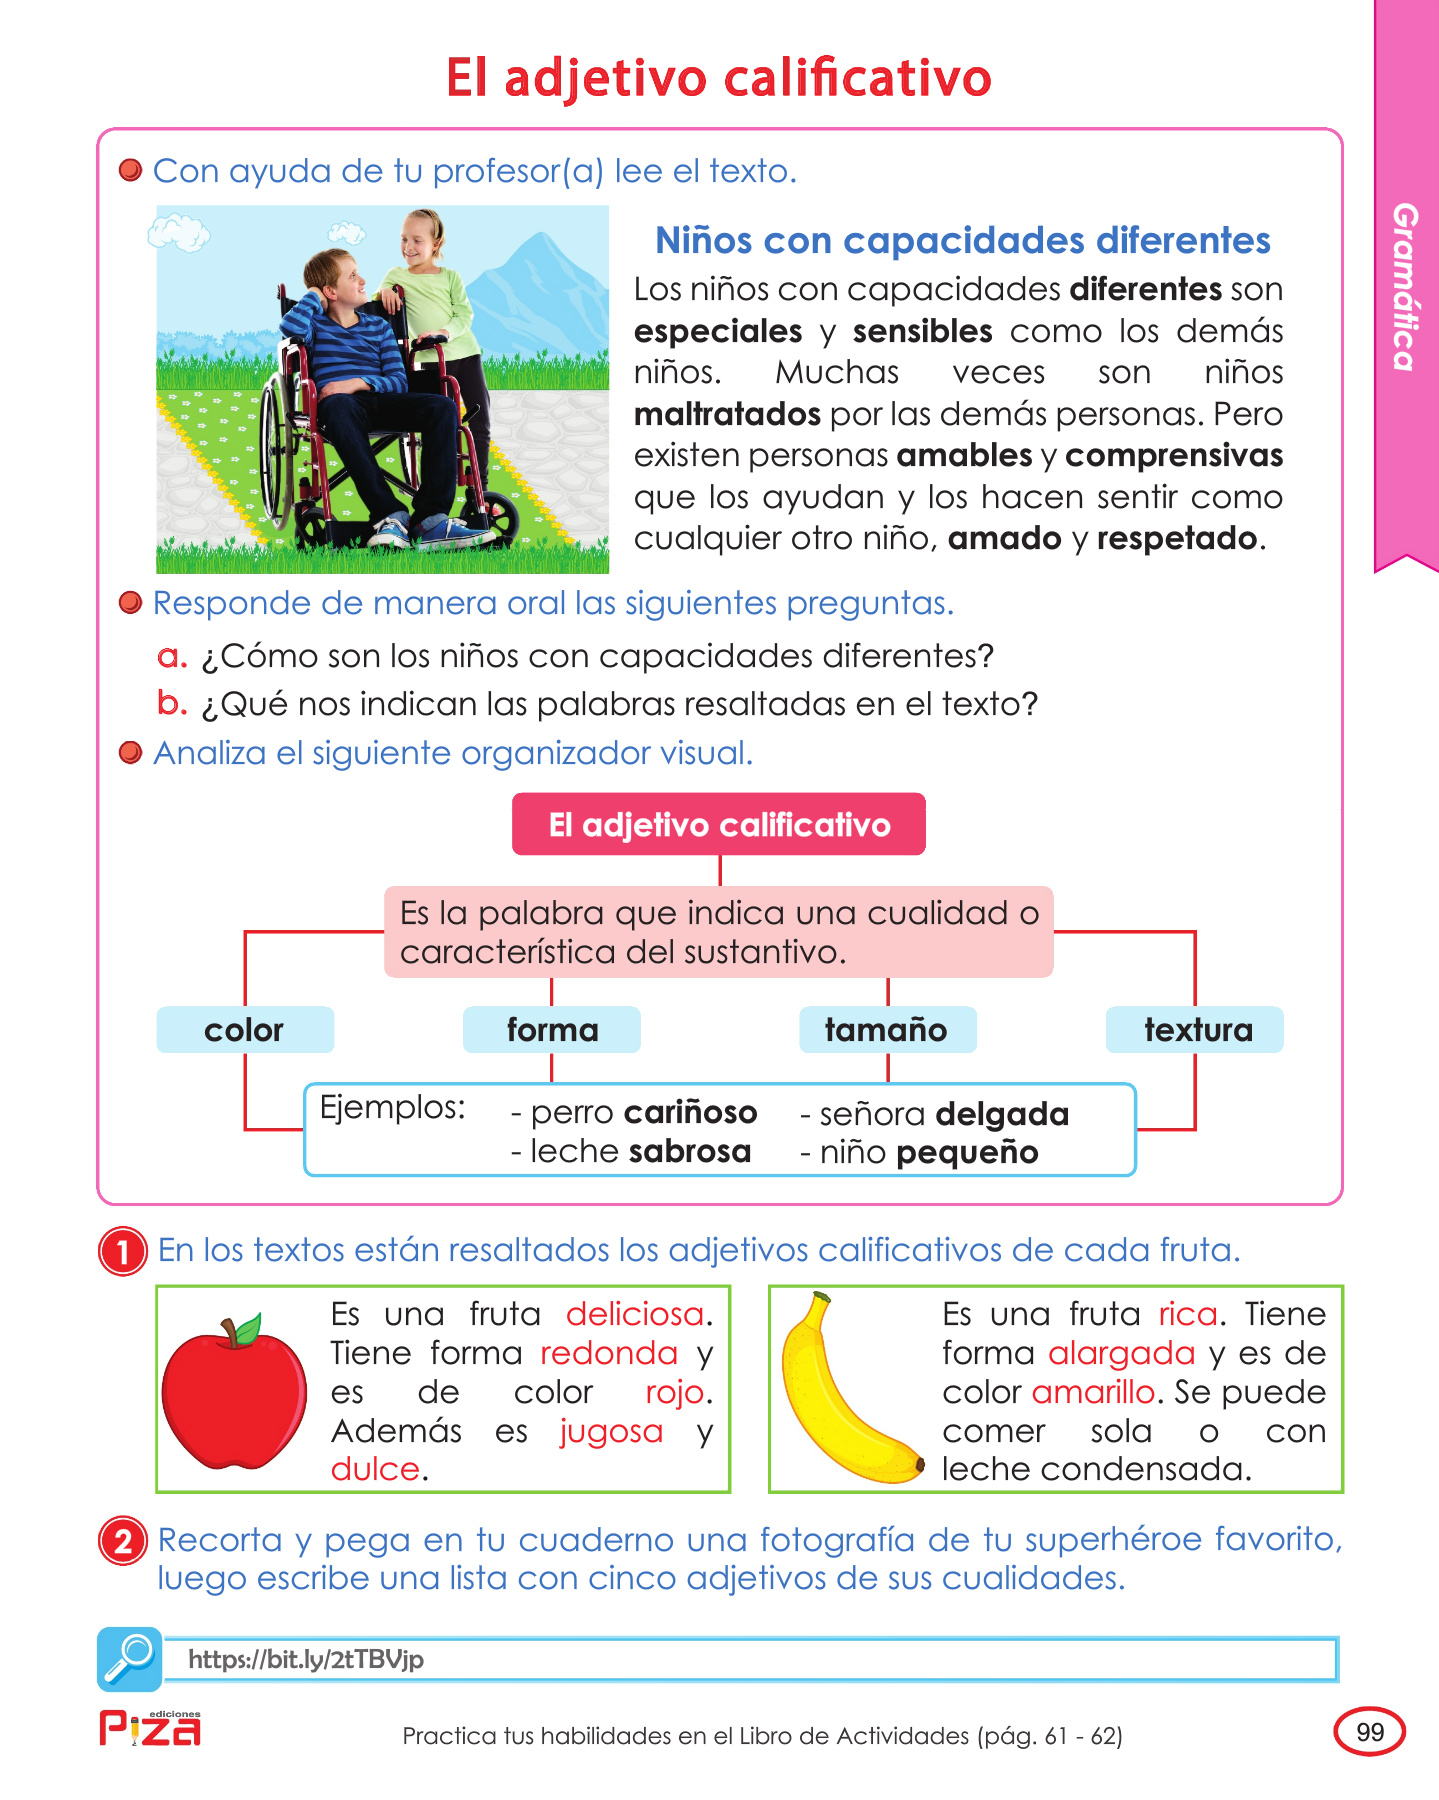 El adjetivo calificativo
Gramática
Con ayuda de tu profesor(a) lee el texto.
Niños con capacidades diferentes
Los niños con capacidades diferentes son
especiales y sensibles como los demás
niños. Muchas veces son niños
maltratados por las demás personas. Pero
existen personas amables y comprensivas
que los ayudan y los hacen sentir como
cualquier otro niño, amado y respetado.
Responde de manera oral las siguientes preguntas.
a. ¿Cómo son los niños con capacidades diferentes?
b. ¿Qué nos indican las palabras resaltadas en el texto?
Analiza el siguiente organizador visual.
El adjetivo calificativo
Es la palabra que indica una cualidad o
característica del sustantivo.
color
forma
tamaño
textura
Ejemplos:
- perro cariñoso
- leche sabrosa
- señora delgada
- niño pequeño
1 En los textos están resaltados los adjetivos calificativos de cada fruta.
Es una fruta deliciosa.
Tiene forma redonda y
es de color rojo.
Además es jugosa y
dulce.
Es una fruta rica. Tiene
forma alargada y es de
color amarillo. Se puede
comer sola o con
leche condensada.
2 Recorta y pega en tu cuaderno una fotografía de tu superhéroe favorito,
luego escribe una lista con cinco adjetivos de sus cualidades.
https://bit.ly/2tTBVjp
ediciones
Piza
Practica tus habilidades en el Libro de Actividades (pág. 61 - 62)
99